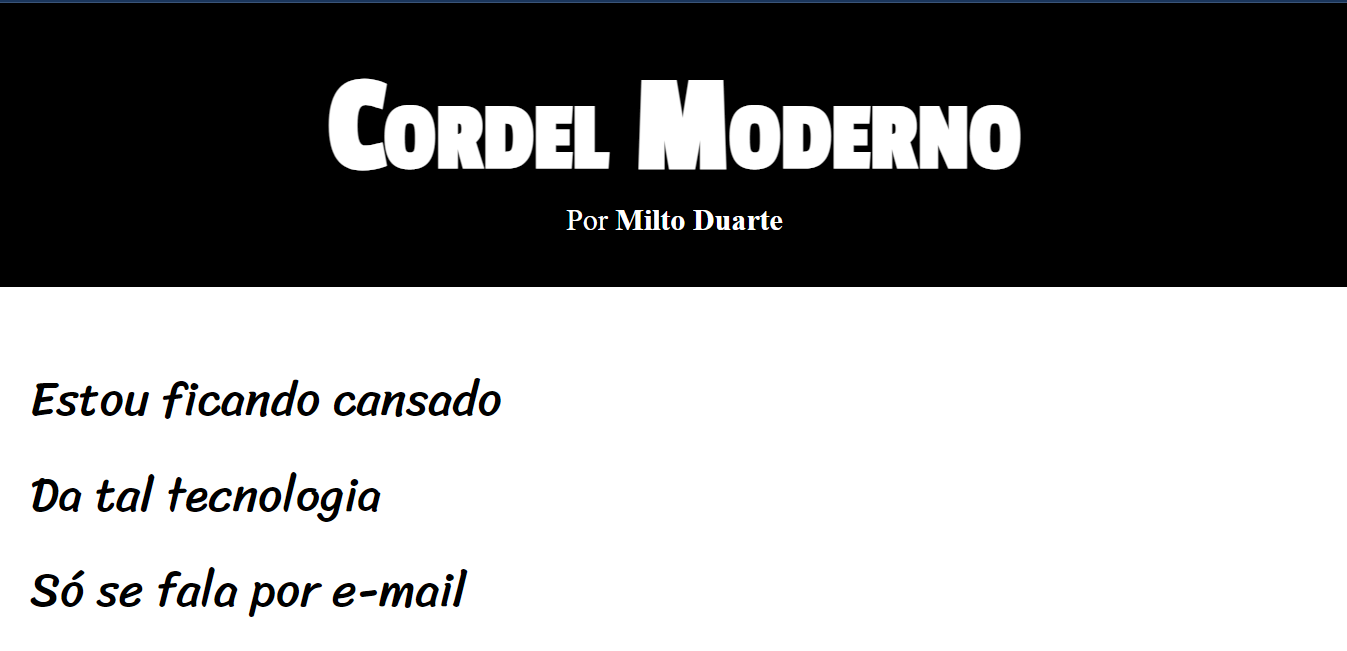 Cordel Moderno
Por Milto Duarte
Estou ficando cansado
Da tal tecnologia
Só se fala por e-mail